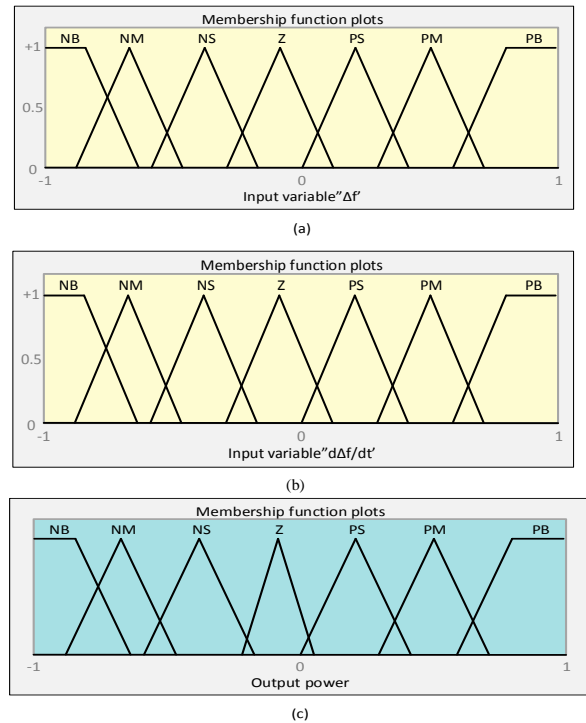 Membership function plots
NB NM NS Z PS PM PB
+1
0.5
0
-1 0 1
Input variable"Δf'
(a)
Membership function plots
NB NM NS Z PS PM PB
+1
0.5
0
-1 0 1
Input variable"dΔf/dt'
(b)
Membership function plots
NB NM NS Z PS PM PB
-1 0 1
Output power
(c)